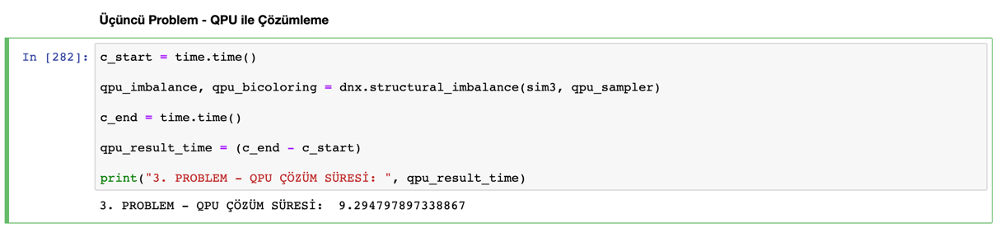 Üçüncü Problem - QPU ile Çözümleme
In [282]: c_start = time.time()
qpu_imbalance, qpu_bicoloring = dnx.structural_imbalance(sim3, qpu_sampler)
c_end = time.time()
qpu_result_time = (c_end - c_start)
print("3. PROBLEM - QPU ÇÖZÜM SÜRESİ: ", qpu_result_time)
3. PROBLEM - QPU ÇÖZÜM SÜRESİ:  9.294797897338867